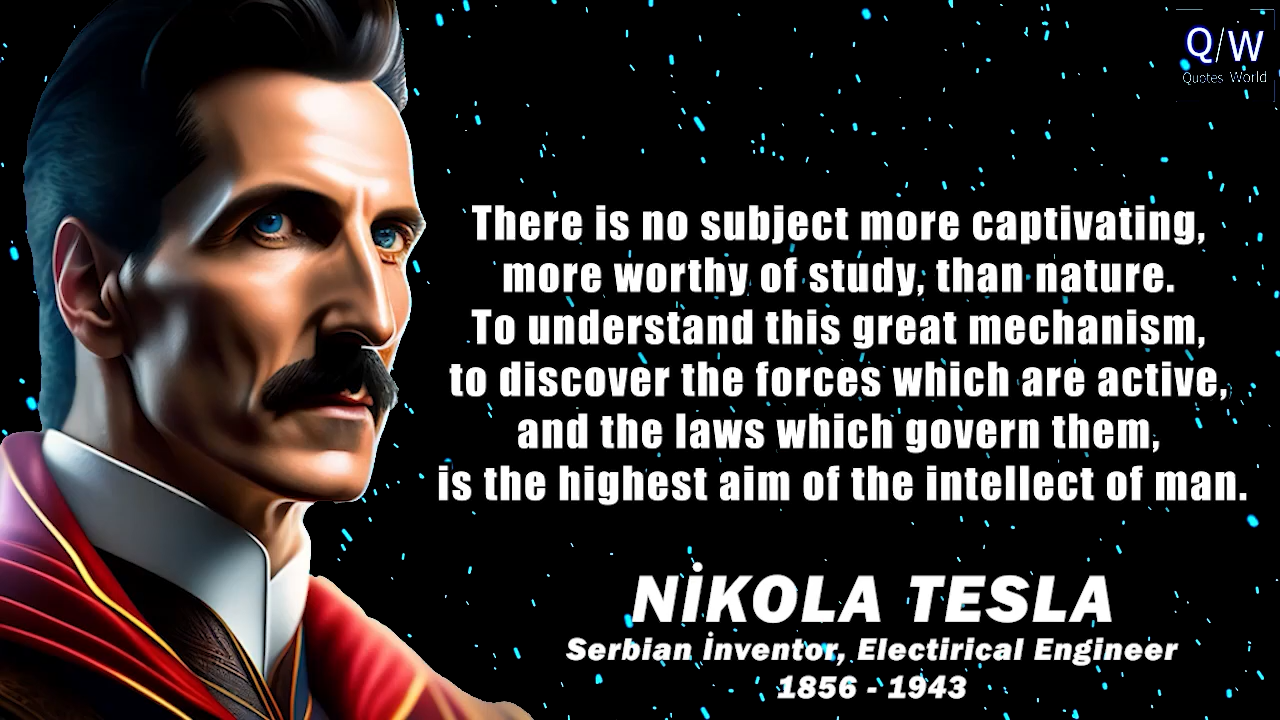 Q/W
Quotes World
There is no subject more captivating,
more worthy of study, than nature.
To understand this great mechanism,
to discover the forces which are active,
and the laws which govern them,
is the highest aim of the intellect of man.
NİKOLA TESLA
Serbian İnventor, Electirical Engineer
1856 - 1943